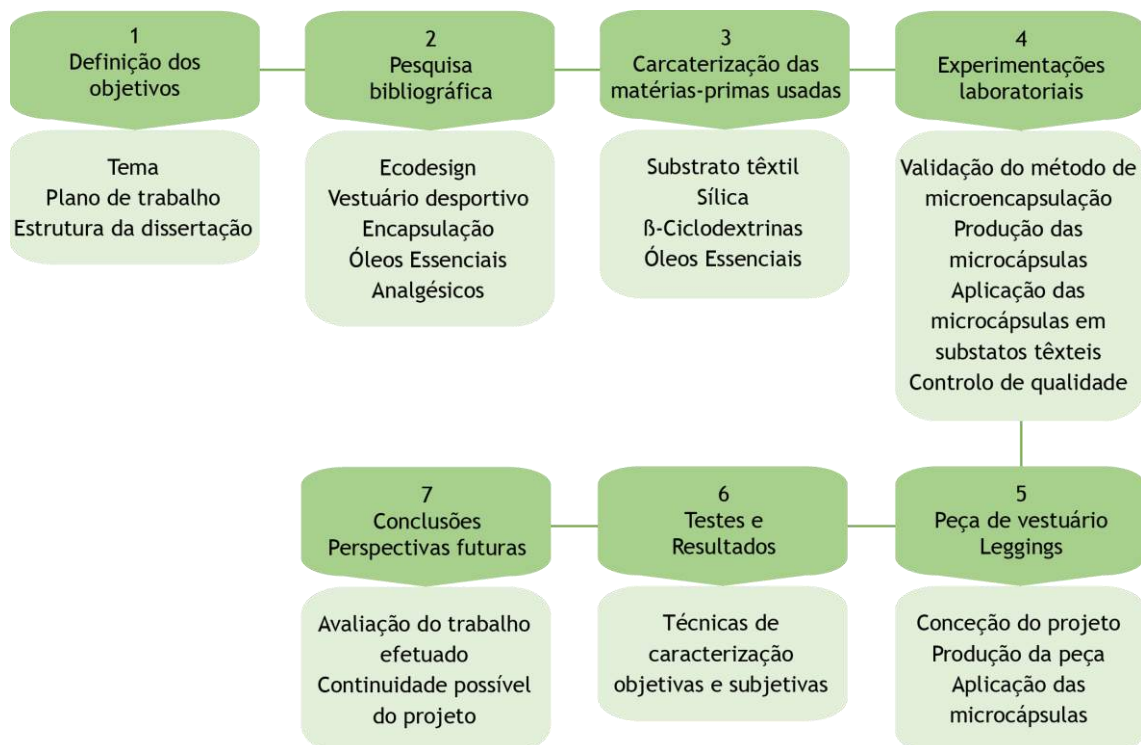 1
Definição dos
objetivos
Tema
Plano de trabalho
Estrutura da dissertação
2
Pesquisa
bibliográfica
Ecodesign
Vestuário desportivo
Encapsulação
Óleos Essenciais
Analgésicos
3
Carcaterização das
matérias-primas usadas
Substrato têxtil
Sílica
ß-Ciclodextrinas
Óleos Essenciais
4
Experimentações
laboratoriais
Validação do método de
microencapsulação
Produção das
microcápsulas
Aplicação das
microcápsulas em
substatos têxteis
Controlo de qualidade
5
Peça de vestuário
Leggings
Conceção do projeto
Produção da peça
Aplicação das
microcápsulas
6
Testes e
Resultados
Técnicas de
caracterização
objetivas e subjetivas
7
Conclusões
Perspectivas futuras
Avaliação do trabalho
efetuado
Continuidade possível
do projeto